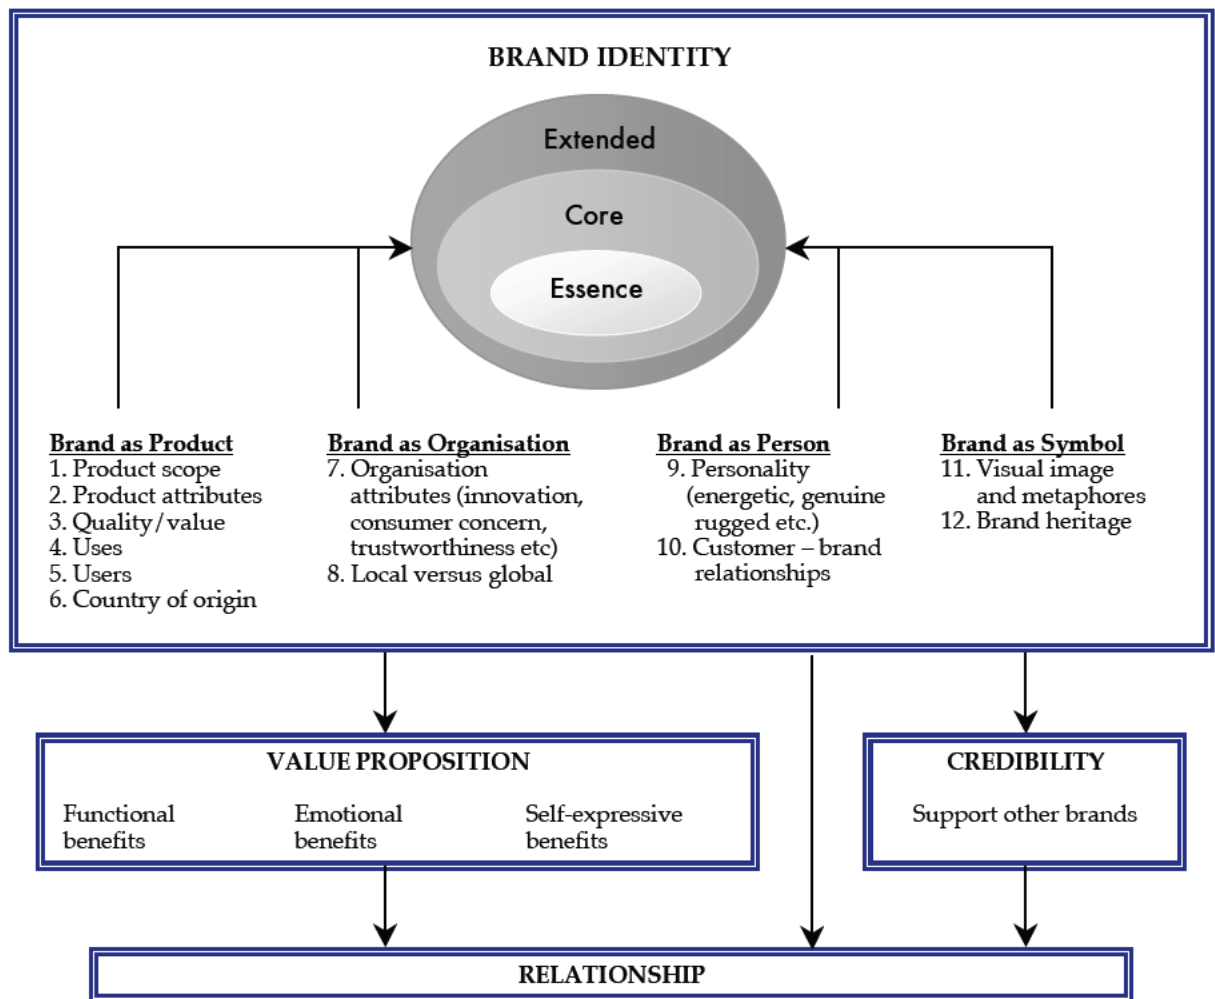 BRAND IDENTITY
Extended
Core
Essence
Brand as Product
1. Product scope
2. Product attributes
3. Quality/value
4. Uses
5. Users
6. Country of origin
Brand as Organisation
7. Organisation
attributes (innovation,
consumer concern,
trustworthiness etc)
8. Local versus global
Brand as Person
9. Personality
(energetic, genuine
rugged etc.)
10. Customer – brand
relationships
Brand as Symbol
11. Visual image
and metaphores
12. Brand heritage
VALUE PROPOSITION
Functional
benefits
Emotional
benefits
Self-expressive
benefits
CREDIBILITY
Support other brands
RELATIONSHIP